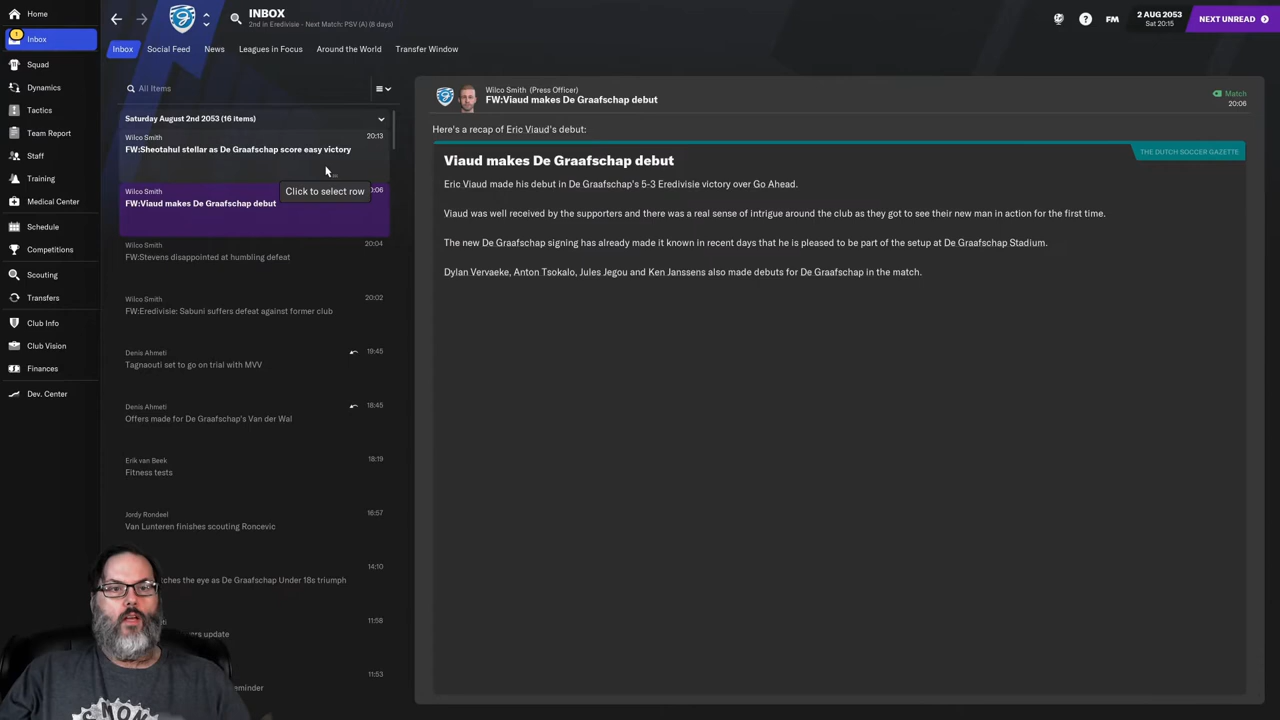 Home
INBOX
2nd in Eredivisie - Next Match: PSV (A) (8 days)
FM
2 AUG 2053
Sat 20:15
NEXT UNREAD
Inbox
Inbox
Social Feed
News
Leagues in Focus
Around the World
Transfer Window
Squad
Dynamics
Tactics
Team Report
Staff
Training
Medical Center
Schedule
Competitions
Scouting
Transfers
Club Info
Club Vision
Finances
Dev. Center
All Items
Saturday August 2nd 2053 (16 items)
Wilco Smith
20:13
FW:Sheotahul stellar as De Graafschap score easy victory
Click to select row
Wilco Smith
FW:Viaud makes De Graafschap debut
Wilco Smith
20:04
FW:Stevens disappointed at humbling defeat
Wilco Smith
20:02
FW:Eredivisie: Sabuni suffers defeat against former club
Denis Ahmeti
19:45
Tagnaouti set to go on trial with MVV
Denis Ahmeti
18:45
Offers made for De Graafschap's Van der Wal
Erik van Beek
18:19
Fitness tests
Jordy Rondeel
16:57
Van Lunteren finishes scouting Roncevic
14:10
the eye as De Graafschap Under 18s triumph
11:58
update
11:53
Wilco Smith (Press Officer)
FW:Viaud makes De Graafschap debut
Match
20:06
Here's a recap of Eric Viaud's debut:
THE DUTCH SOCCER GAZETTE
Viaud makes De Graafschap debut
Eric Viaud made his debut in De Graafschap's 5-3 Eredivisie victory over Go Ahead.
Viaud was well received by the supporters and there was a real sense of intrigue around the club as they got to see their new man in action for the first time.
The new De Graafschap signing has already made it known in recent days that he is pleased to be part of the setup at De Graafschap Stadium.
Dylan Vervaeke, Anton Tsokalo, Jules Jegou and Ken Janssens also made debuts for De Graafschap in the match.